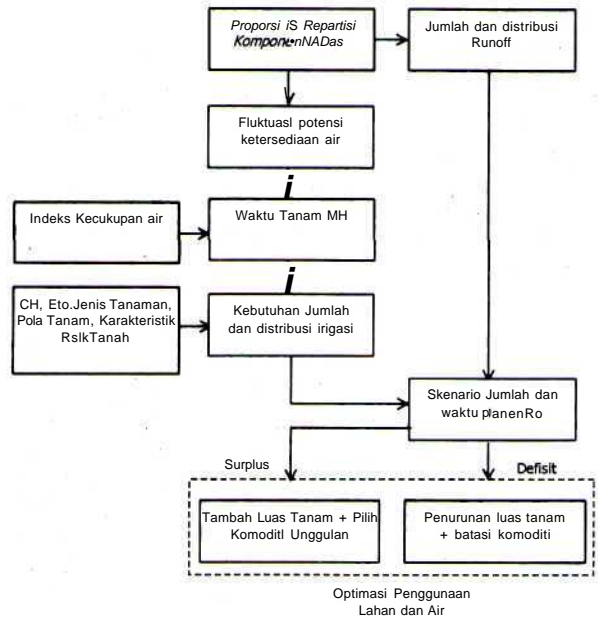 Proporsi iS Repartisi
Kompone•nNADas
Jumlah dan distribusi
Runoff
Fluktuasl potensi
ketersediaan air
i
Indeks Kecukupan air
Waktu Tanam MH
i
CH, Eto.Jenis Tanaman,
Pola Tanam, Karakteristik
RslkTanah
Kebutuhan Jumlah
dan distribusi irigasi
Skenario Jumlah dan
waktu planenRo
Surplus
Defisit
Tambah Luas Tanam + Pilih
Komoditl Unggulan
Penurunan luas tanam
+ batasi komoditi
Optimasi Penggunaan
Lahan dan Air